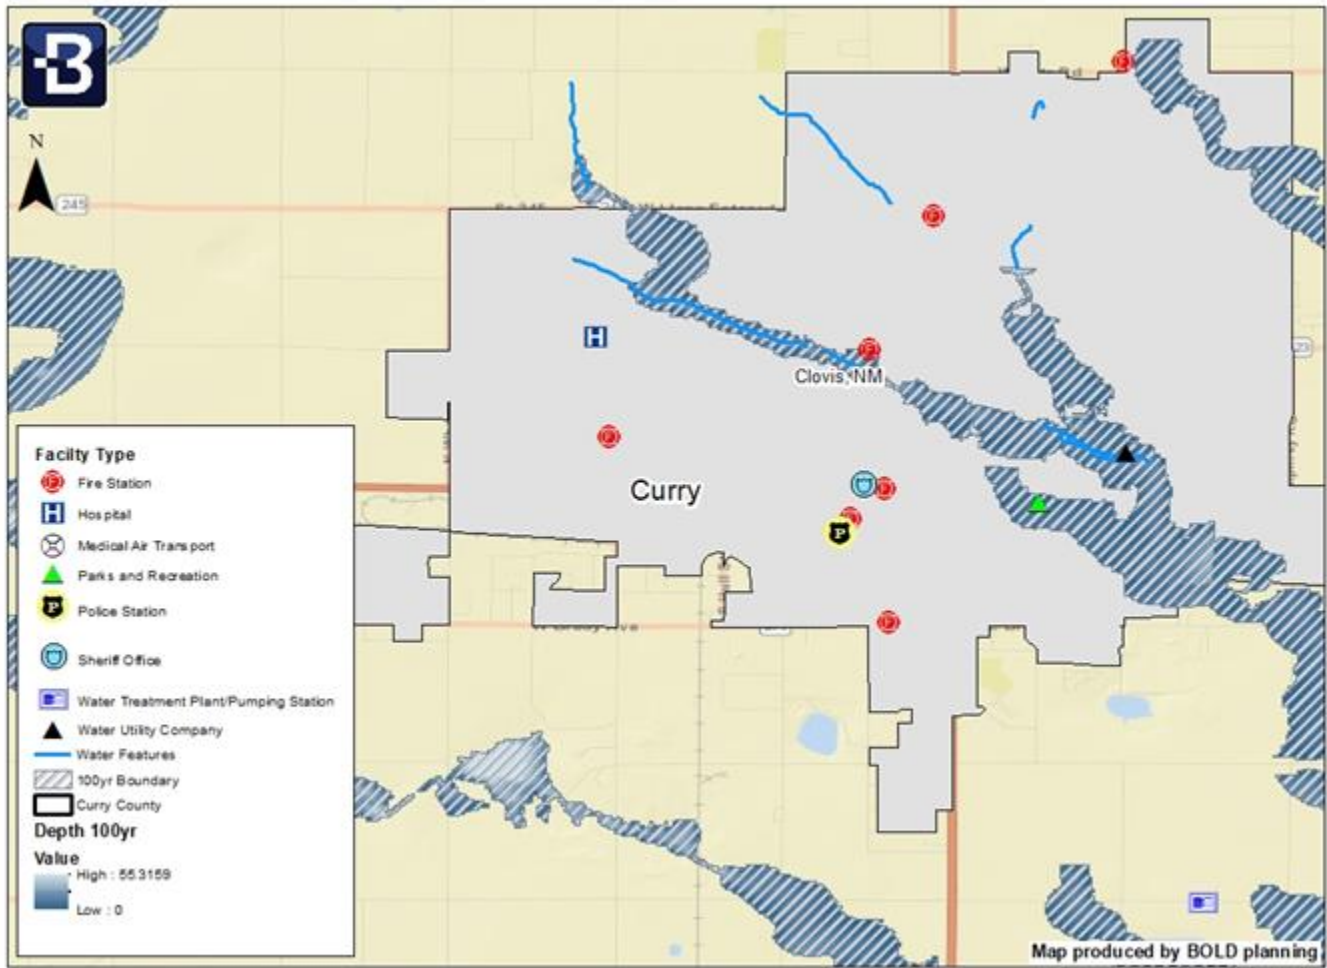 B
N
245
Clovis, NM
Curry
Facilty Type
Fire Station
Hospital
Medical Air Transport
Parks and Recreation
Police Station
Sheriff Office
Water Treatment Plant/Pumping Station
Water Utility Company
Water Features
100yr Boundary
Curry County
Depth 100yr
Value
High : 55.3159
Low : 0
Map produced by BOLD planning